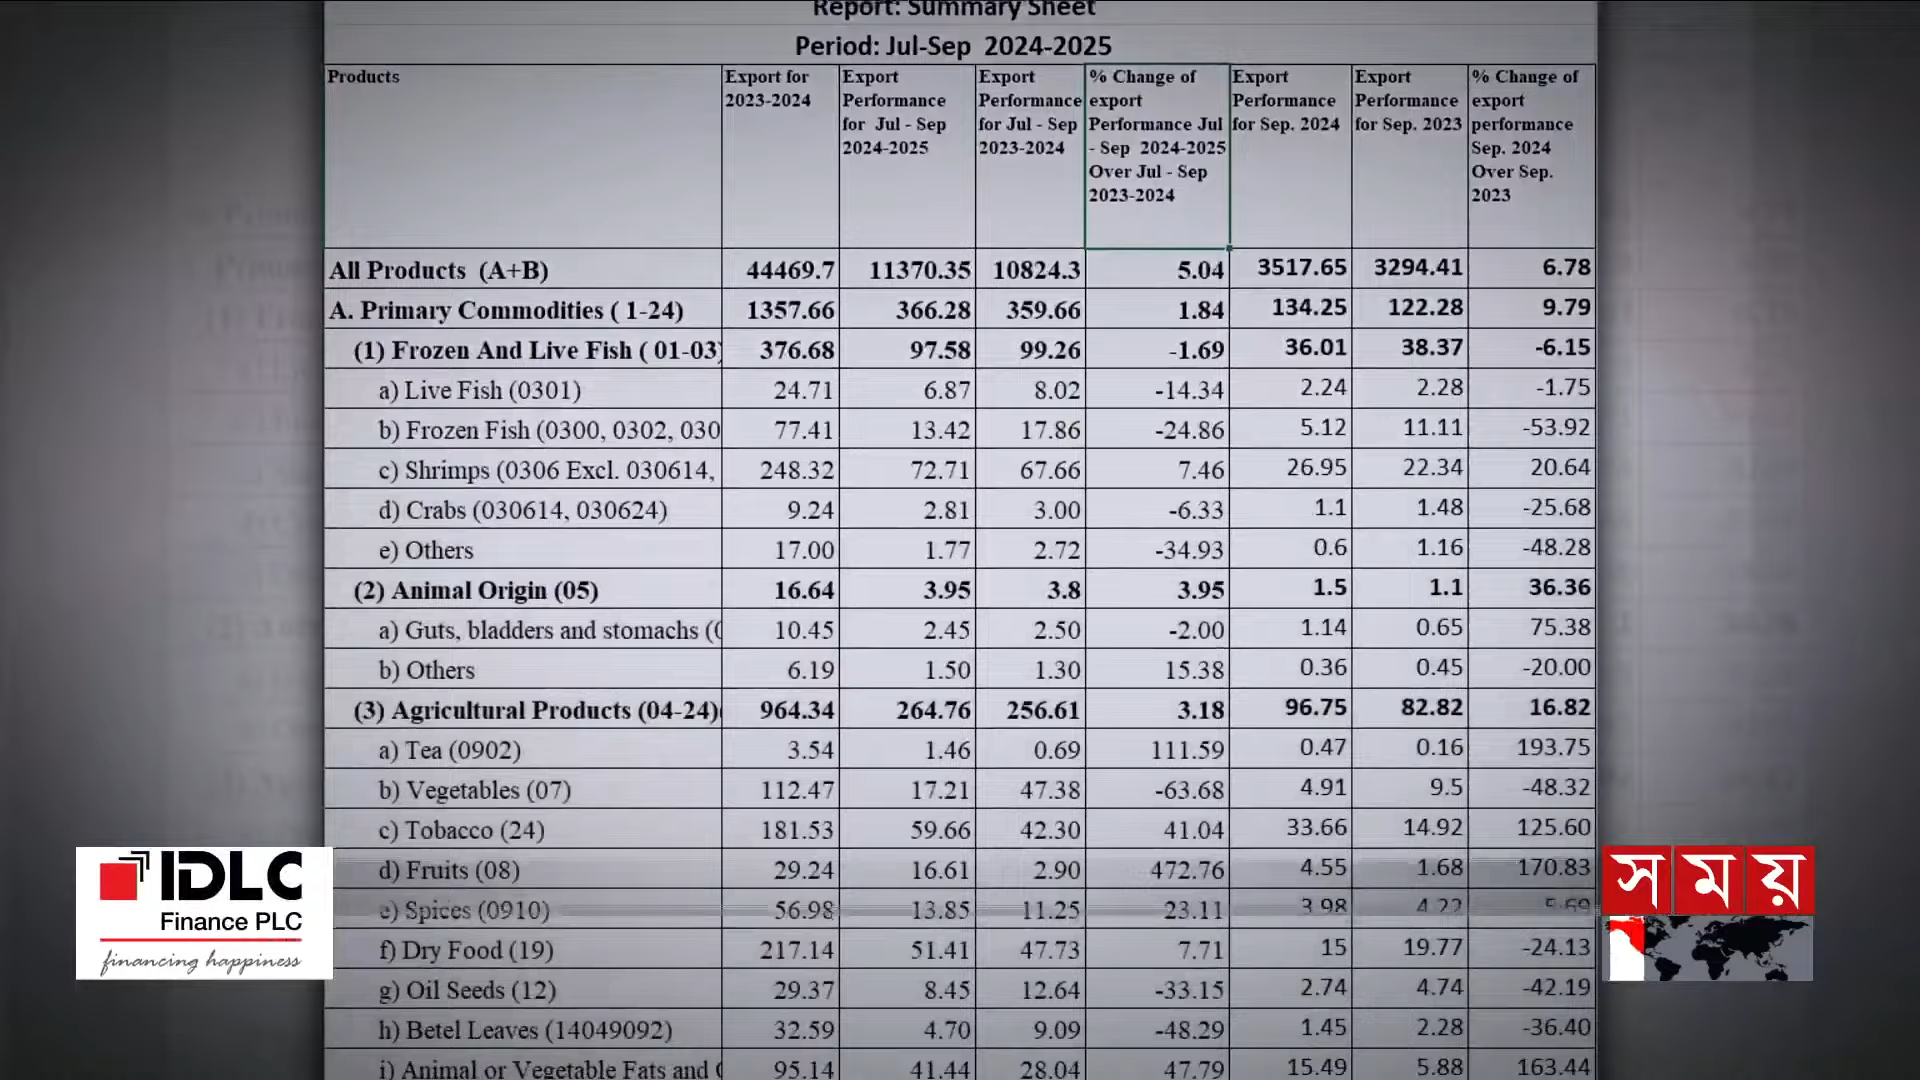 Report: Summary Sheet
Period: Jul-Sep 2024-2025
Products | Export for 2023-2024 | Export Performance for Jul - Sep 2024-2025 | Export Performance for Jul - Sep 2023-2024 | % Change of export Performance Jul - Sep 2024-2025 Over Jul - Sep 2023-2024 | Export Performance for Sep. 2024 | Export Performance for Sep. 2023 | % Change of export performance Sep. 2024 Over Sep. 2023
All Products (A+B) 44469.7 11370.35 10824.3 5.04 3517.65 3294.41 6.78
A. Primary Commodities ( 1-24) 1357.66 366.28 359.66 1.84 134.25 122.28 9.79
(1) Frozen And Live Fish ( 01-03) 376.68 97.58 99.26 -1.69 36.01 38.37 -6.15
a) Live Fish (0301) 24.71 6.87 8.02 -14.34 2.24 2.28 -1.75
b) Frozen Fish (0300, 0302, 030 77.41 13.42 17.86 -24.86 5.12 11.11 -53.92
c) Shrimps (0306 Excl. 030614, 248.32 72.71 67.66 7.46 26.95 22.34 20.64
d) Crabs (030614, 030624) 9.24 2.81 3.00 -6.33 1.1 1.48 -25.68
e) Others 17.00 1.77 2.72 -34.93 0.6 1.16 -48.28
(2) Animal Origin (05) 16.64 3.95 3.8 3.95 1.5 1.1 36.36
a) Guts, bladders and stomachs ( 10.45 2.45 2.50 -2.00 1.14 0.65 75.38
b) Others 6.19 1.50 1.30 15.38 0.36 0.45 -20.00
(3) Agricultural Products (04-24) 964.34 264.76 256.61 3.18 96.75 82.82 16.82
a) Tea (0902) 3.54 1.46 0.69 111.59 0.47 0.16 193.75
b) Vegetables (07) 112.47 17.21 47.38 -63.68 4.91 9.5 -48.32
c) Tobacco (24) 181.53 59.66 42.30 41.04 33.66 14.92 125.60
d) Fruits (08) 29.24 16.61 2.90 472.76 4.55 1.68 170.83
e) Spices (0910) 56.98 13.85 11.25 23.11 3.98 4.22
f) Dry Food (19) 217.14 51.41 47.73 7.71 15 19.77 -24.13
g) Oil Seeds (12) 29.37 8.45 12.64 -33.15 2.74 4.74 -42.19
h) Betel Leaves (14049092) 32.59 4.70 9.09 -48.29 1.45 2.28 -36.40
i) Animal or Vegetable Fats and 95.14 41.44 28.04 47.79 15.49 5.88 163.44
IDLC
Finance PLC
financing happiness
সময়